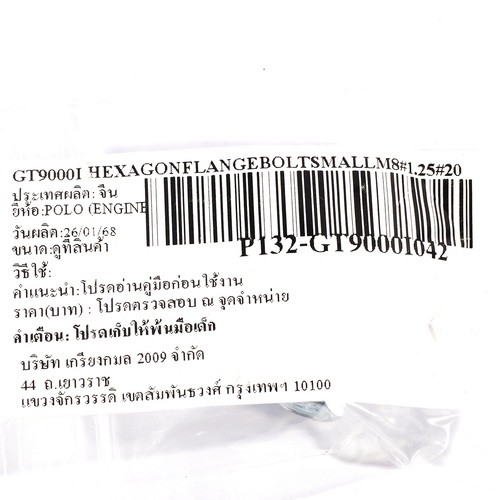 GT9000I HEXAGONFLANGEBOLTSMALLM8#1.25#20
ประเทศผลิต: จีน
ยี่ห้อ:POLO (ENGINE
วันผลิต:26/01/68
ขนาด:ดูที่สินค้า
P132-GT9000I042
วิธีใช้:
คำแนะนำ:โปรดอ่านคู่มือก่อนใช้งาน
ราคา(บาท) : โปรดตรวจสอบ ณ จุดจำหน่าย
คำเตือน: โปรดเก็บให้พ้นมือเด็ก
บริษัท เกรียงกมล 2009 จำกัด
44 ถ.เยาวราช
แขวงจักรวรรดิ เขตสัมพันธวงศ์ กรุงเทพฯ 10100